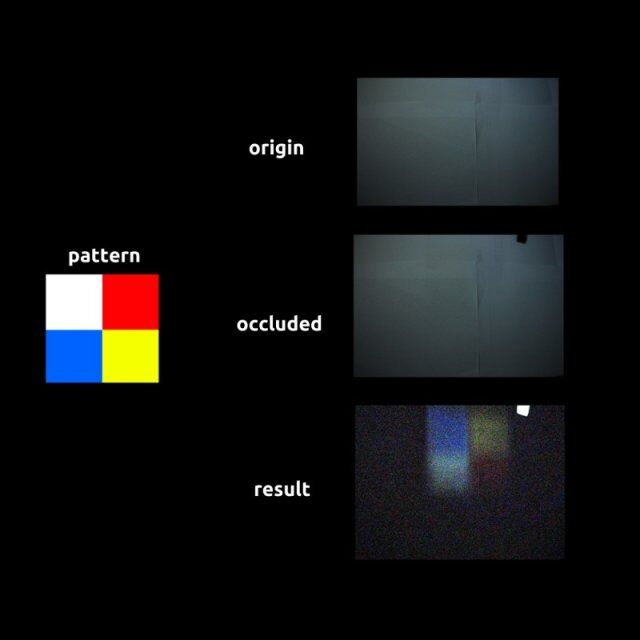 origin
pattern
occluded
result